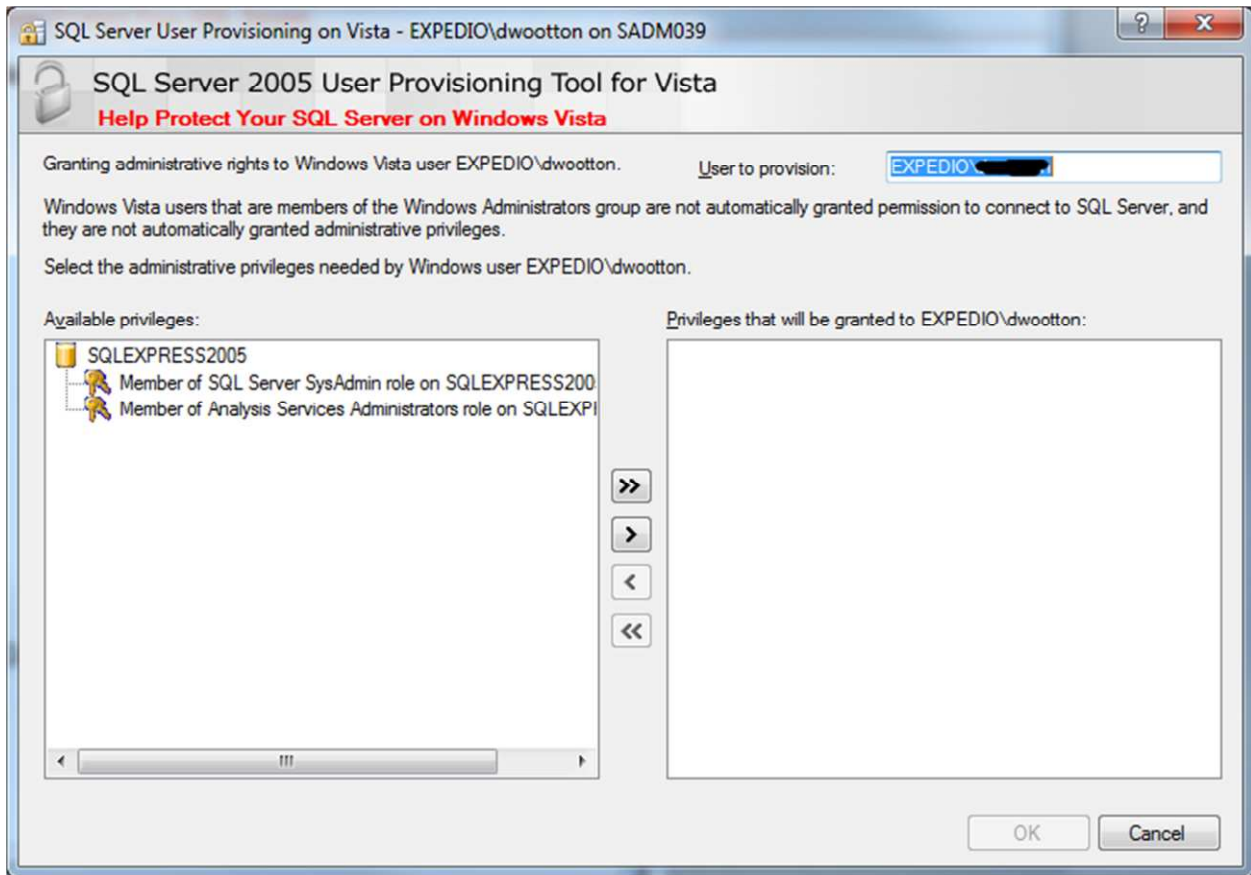 SQL Server User Provisioning on Vista - EXPEDIO\dwootton on SADM039
SQL Server 2005 User Provisioning Tool for Vista
Help Protect Your SQL Server on Windows Vista
Granting administrative rights to Windows Vista user EXPEDIO\dwootton.
User to provision:
EXPEDIO\
Windows Vista users that are members of the Windows Administrators group are not automatically granted permission to connect to SQL Server, and
they are not automatically granted administrative privileges.
Select the administrative privileges needed by Windows user EXPEDIO\dwootton.
Available privileges:
SQLEXPRESS2005
Member of SQL Server SysAdmin role on SQLEXPRESS200
Member of Analysis Services Administrators role on SQLEXPI
Privileges that will be granted to EXPEDIO\dwootton:
>>
>
<
<<
OK
Cancel